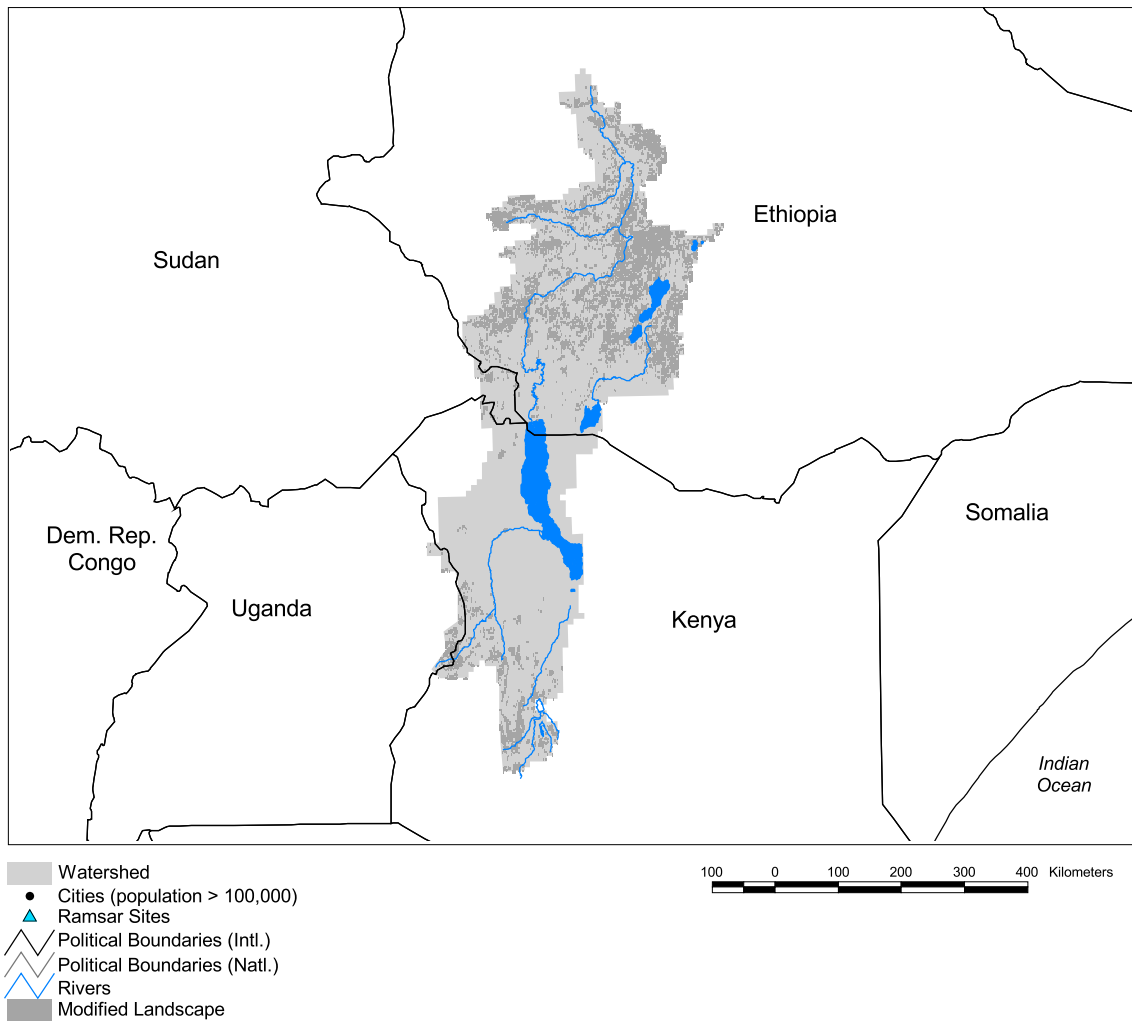 Ethiopia
Sudan
Somalia
Dem. Rep.
Congo
Uganda
Kenya
Indian
Ocean
Watershed
Cities (population > 100,000)
Ramsar Sites
Political Boundaries (Intl.)
Political Boundaries (Natl.)
Rivers
Modified Landscape
100 0 100 200 300 400 Kilometers